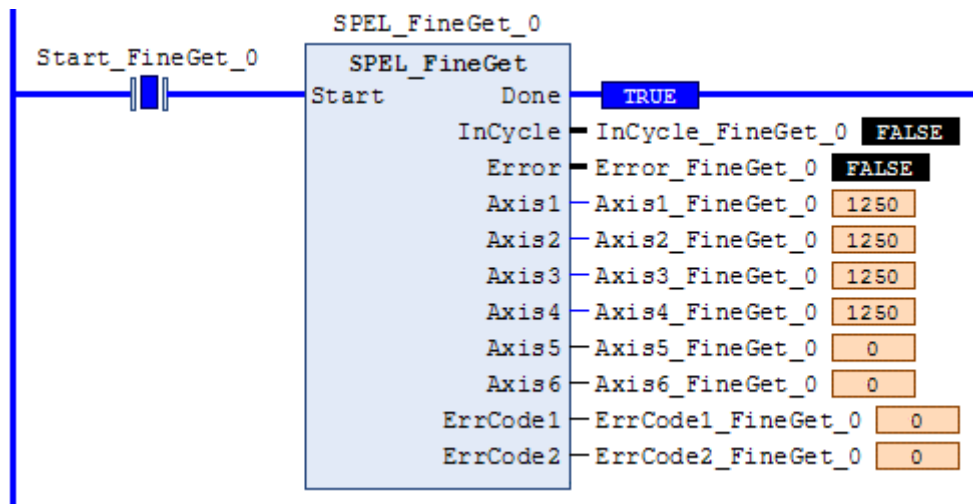 SPEL_FineGet_0
Start_FineGet_0
SPEL_FineGet
Start Done TRUE
InCycle InCycle_FineGet_0 FALSE
Error Error_FineGet_0 FALSE
Axis1 Axis1_FineGet_0 1250
Axis2 Axis2_FineGet_0 1250
Axis3 Axis3_FineGet_0 1250
Axis4 Axis4_FineGet_0 1250
Axis5 Axis5_FineGet_0 0
Axis6 Axis6_FineGet_0 0
ErrCode1 ErrCode1_FineGet_0 0
ErrCode2 ErrCode2_FineGet_0 0